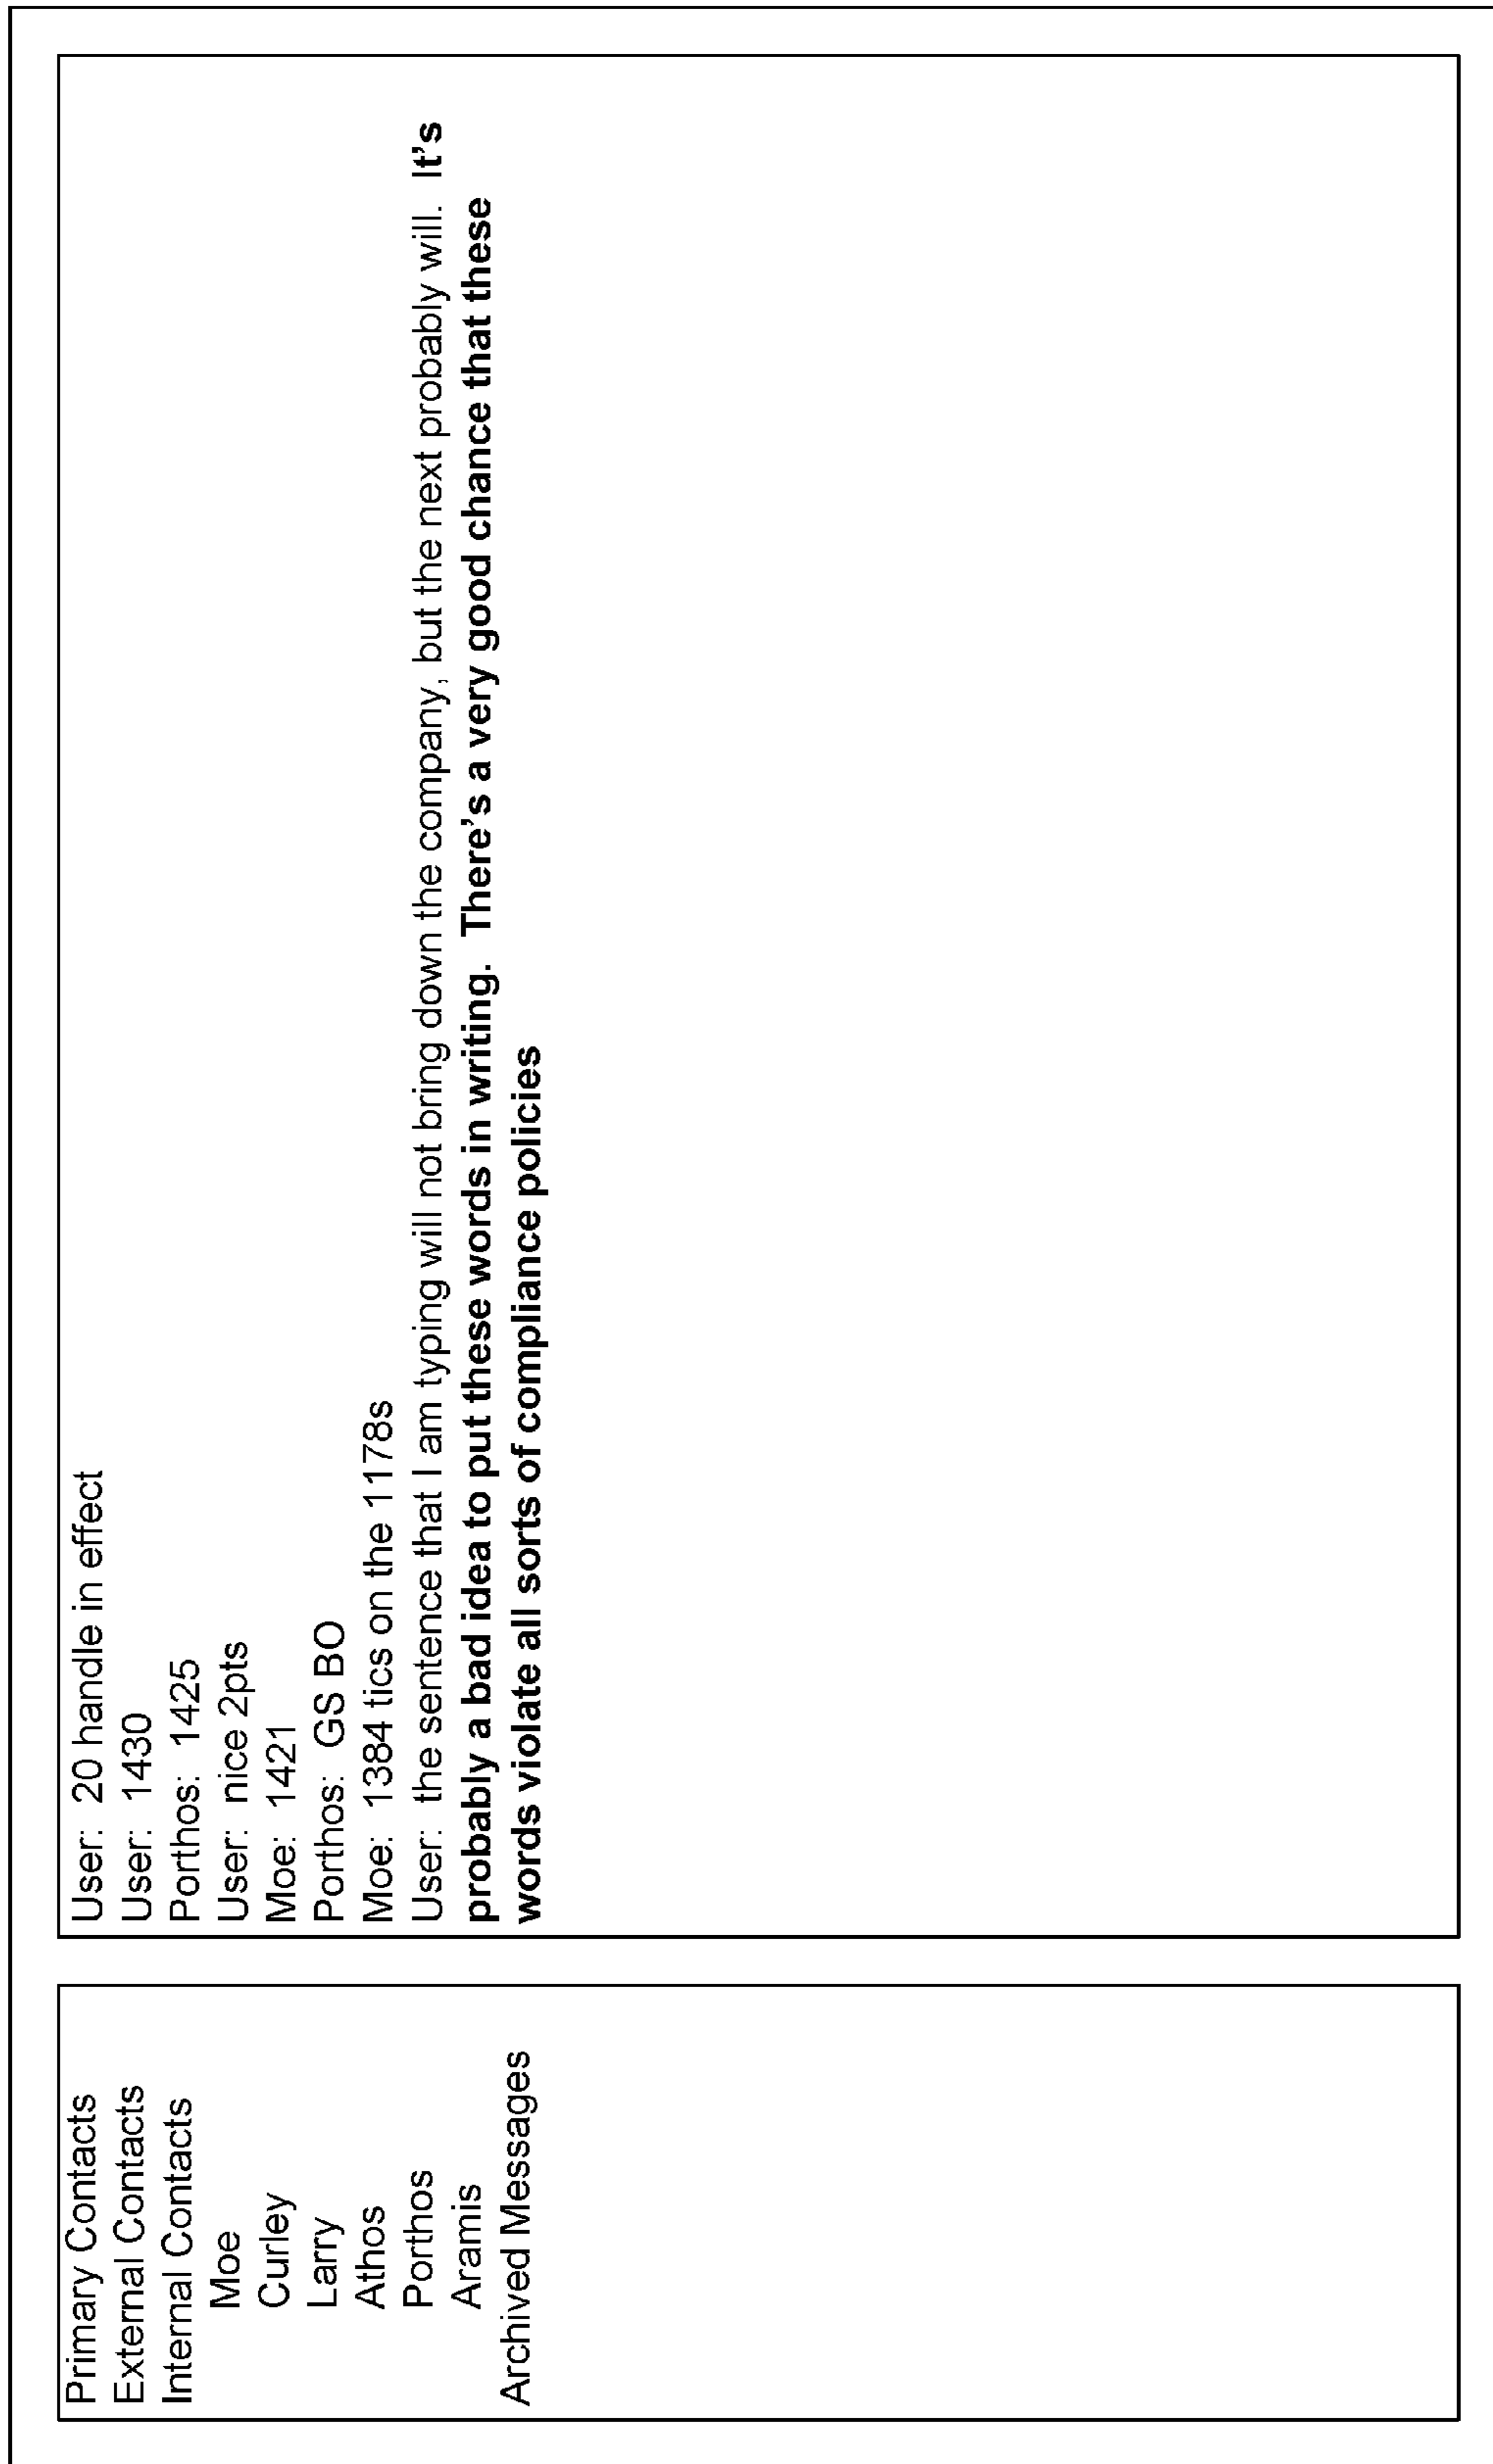 Primary Contacts
External Contacts
Internal Contacts
Moe
Curley
Larry
Athos
Porthos
Aramis
Archived Messages
User:  20 handle in effect
User:  1430
Porthos:  1425
User:  nice 2pts
Moe:  1421
Porthos:  GS BO
Moe:  1384 tics on the 1178s
User:  the sentence that I am typing will not bring down the company, but the next probably will.  It's
probably a bad idea to put these words in writing.  There's a very good chance that these
words violate all sorts of compliance policies